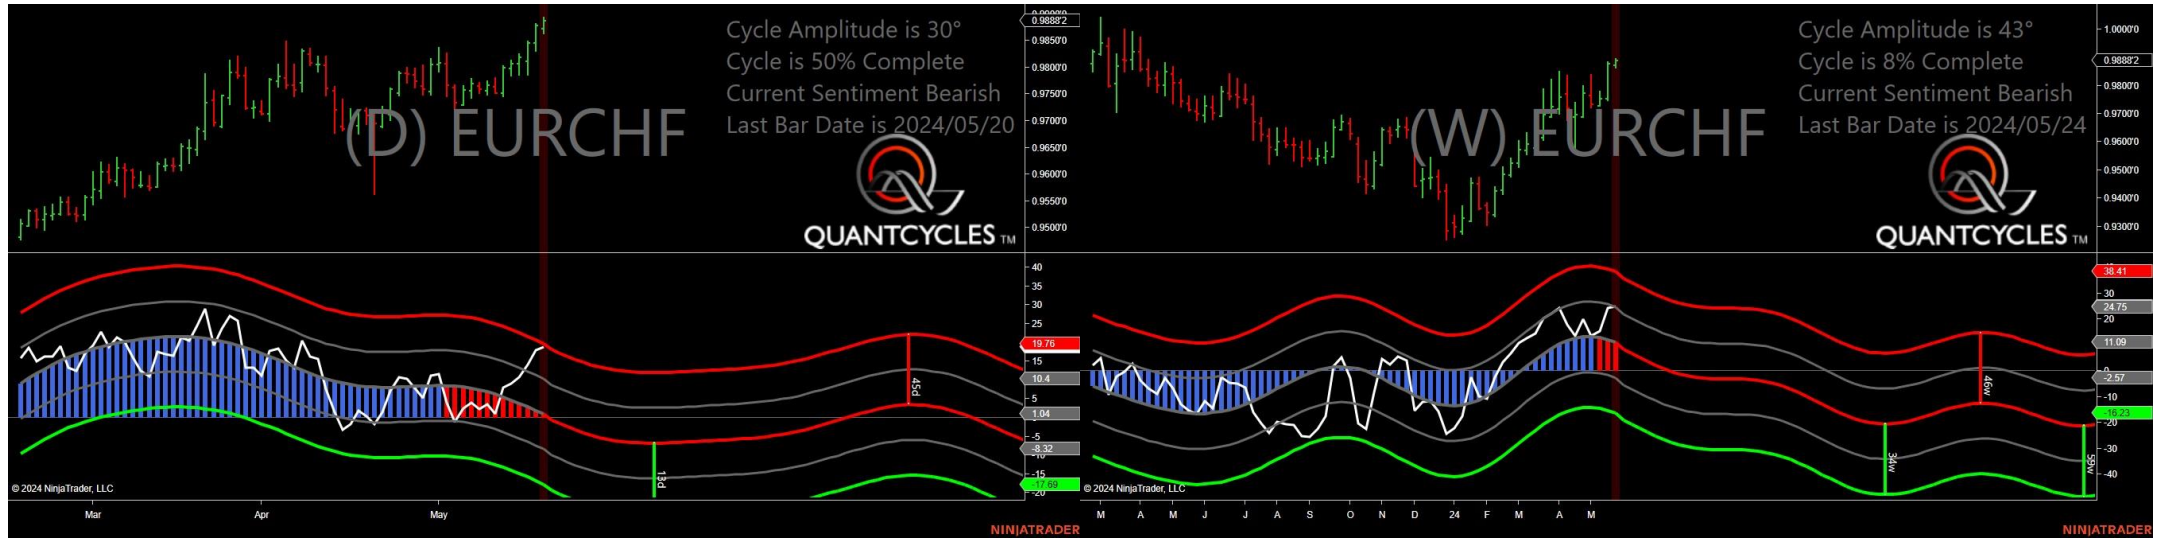 Cycle Amplitude is 30°
Cycle is 50% Complete
Current Sentiment Bearish
Last Bar Date is 2024/05/20
(D) EURCHF
QUANTCYCLES TM
0.9888'2
0.9850'0
0.9800'0
0.9750'0
0.9700'0
0.9650'0
0.9600'0
0.9550'0
0.9500'0
40
35
30
25
19.76
15
10.4
5
1.04
-5
-8.32
-15
-17.69
-20
45d
13d
© 2024 NinjaTrader, LLC
Mar
Apr
May
NINJATRADER
Cycle Amplitude is 43°
Cycle is 8% Complete
Current Sentiment Bearish
Last Bar Date is 2024/05/24
(W) EURCHF
QUANTCYCLES TM
1.0000'0
0.9888'2
0.9800'0
0.9700'0
0.9600'0
0.9500'0
0.9400'0
0.9300'0
38.41
30
24.75
20
11.09
-2.57
-10
-16.23
-20
-30
-40
46w
34w
59w
© 2024 NinjaTrader, LLC
M A M J J A S O N D 24 F M A M
NINJATRADER